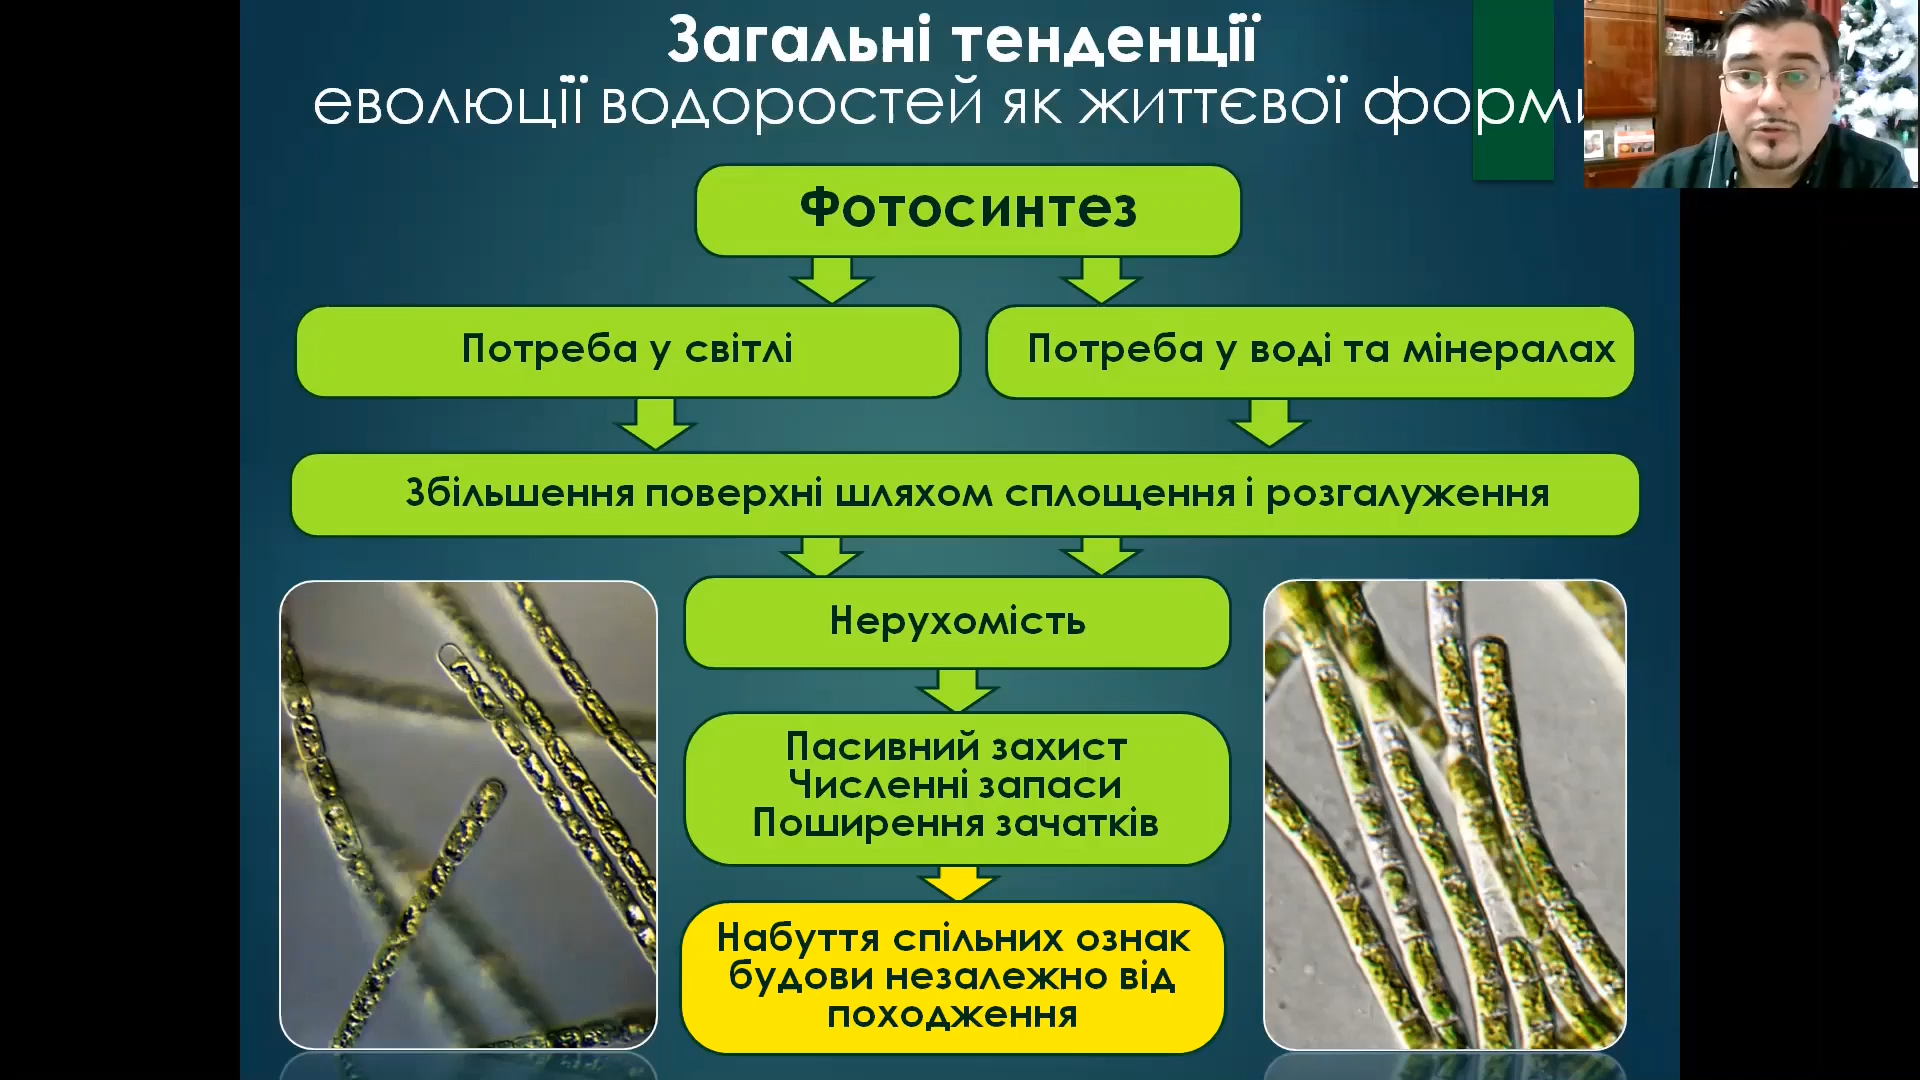 Загальні тенденції
еволюції водоростей як життєвої форми
Фотосинтез
Потреба у світлі
Потреба у воді та мінералах
Збільшення поверхні шляхом сплощення і розгалуження
Нерухомість
Пасивний захист
Численні запаси
Поширення зачатків
Набуття спільних ознак
будови незалежно від
походження